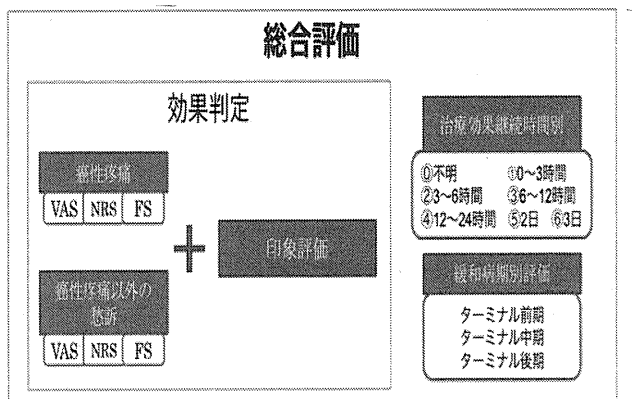 総合評価
効果判定
癌性疼痛
VAS NRS FS
癌性疼痛以外の
愁訴
VAS NRS FS
+
印象評価
治療効果継続時間別
⓪不明 ①0～3時間
②3～6時間 ③6～12時間
④12～24時間 ⑤2日 ⑥3日
緩和病期別評価
ターミナル前期
ターミナル中期
ターミナル後期